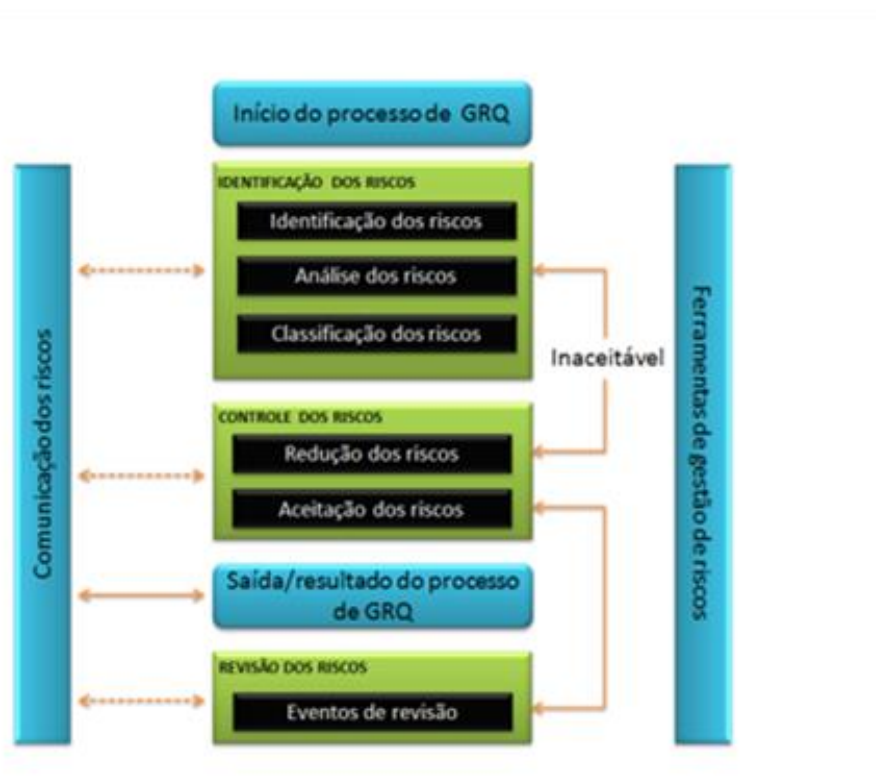 Início do processo de GRQ
IDENTIFICAÇÃO DOS RISCOS
Identificação dos riscos
Análise dos riscos
Classificação dos riscos
Inaceitável
CONTROLE DOS RISCOS
Redução dos riscos
Aceitação dos riscos
Saída/resultado do processo
de GRQ
REVISÃO DOS RISCOS
Eventos de revisão
Comunicação dos riscos
Ferramentas de gestão de riscos